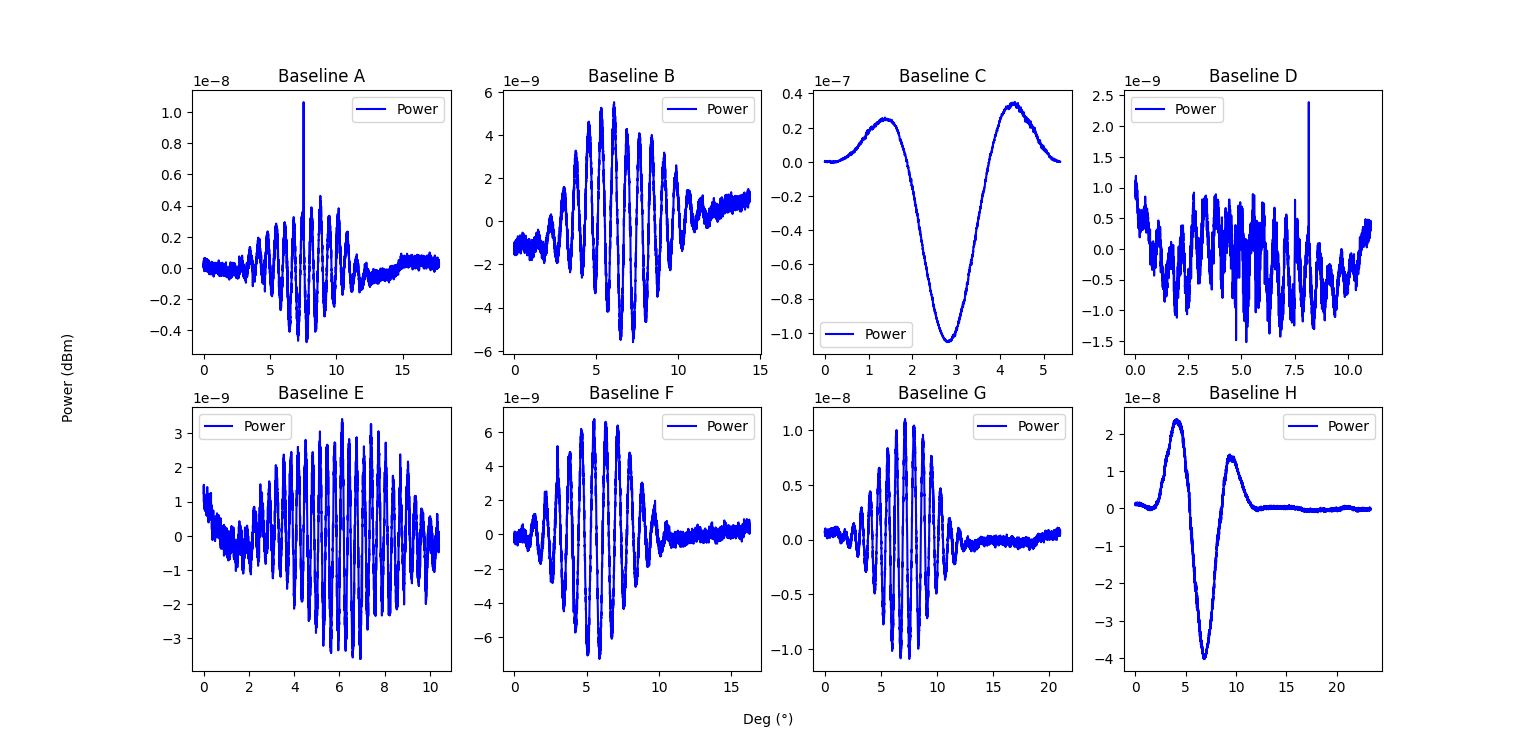 Baseline A
1e−8
Power
1.0
0.8
0.6
0.4
0.2
0.0
−0.2
−0.4
0 5 10 15
Baseline B
1e−9
Power
6
4
2
0
−2
−4
−6
0 5 10 15
Baseline C
1e−7
Power
0.4
0.2
0.0
−0.2
−0.4
−0.6
−0.8
−1.0
0 1 2 3 4 5
Baseline D
1e−9
Power
2.5
2.0
1.5
1.0
0.5
0.0
−0.5
−1.0
−1.5
0.0 2.5 5.0 7.5 10.0
Power (dBm)
Baseline E
1e−9
Power
3
2
1
0
−1
−2
−3
0 2 4 6 8 10
Baseline F
1e−9
Power
6
4
2
0
−2
−4
−6
0 5 10 15
Baseline G
1e−8
Power
1.0
0.5
0.0
−0.5
−1.0
0 5 10 15 20
Baseline H
1e−8
Power
2
1
0
−1
−2
−3
−4
0 5 10 15 20
Deg (°)